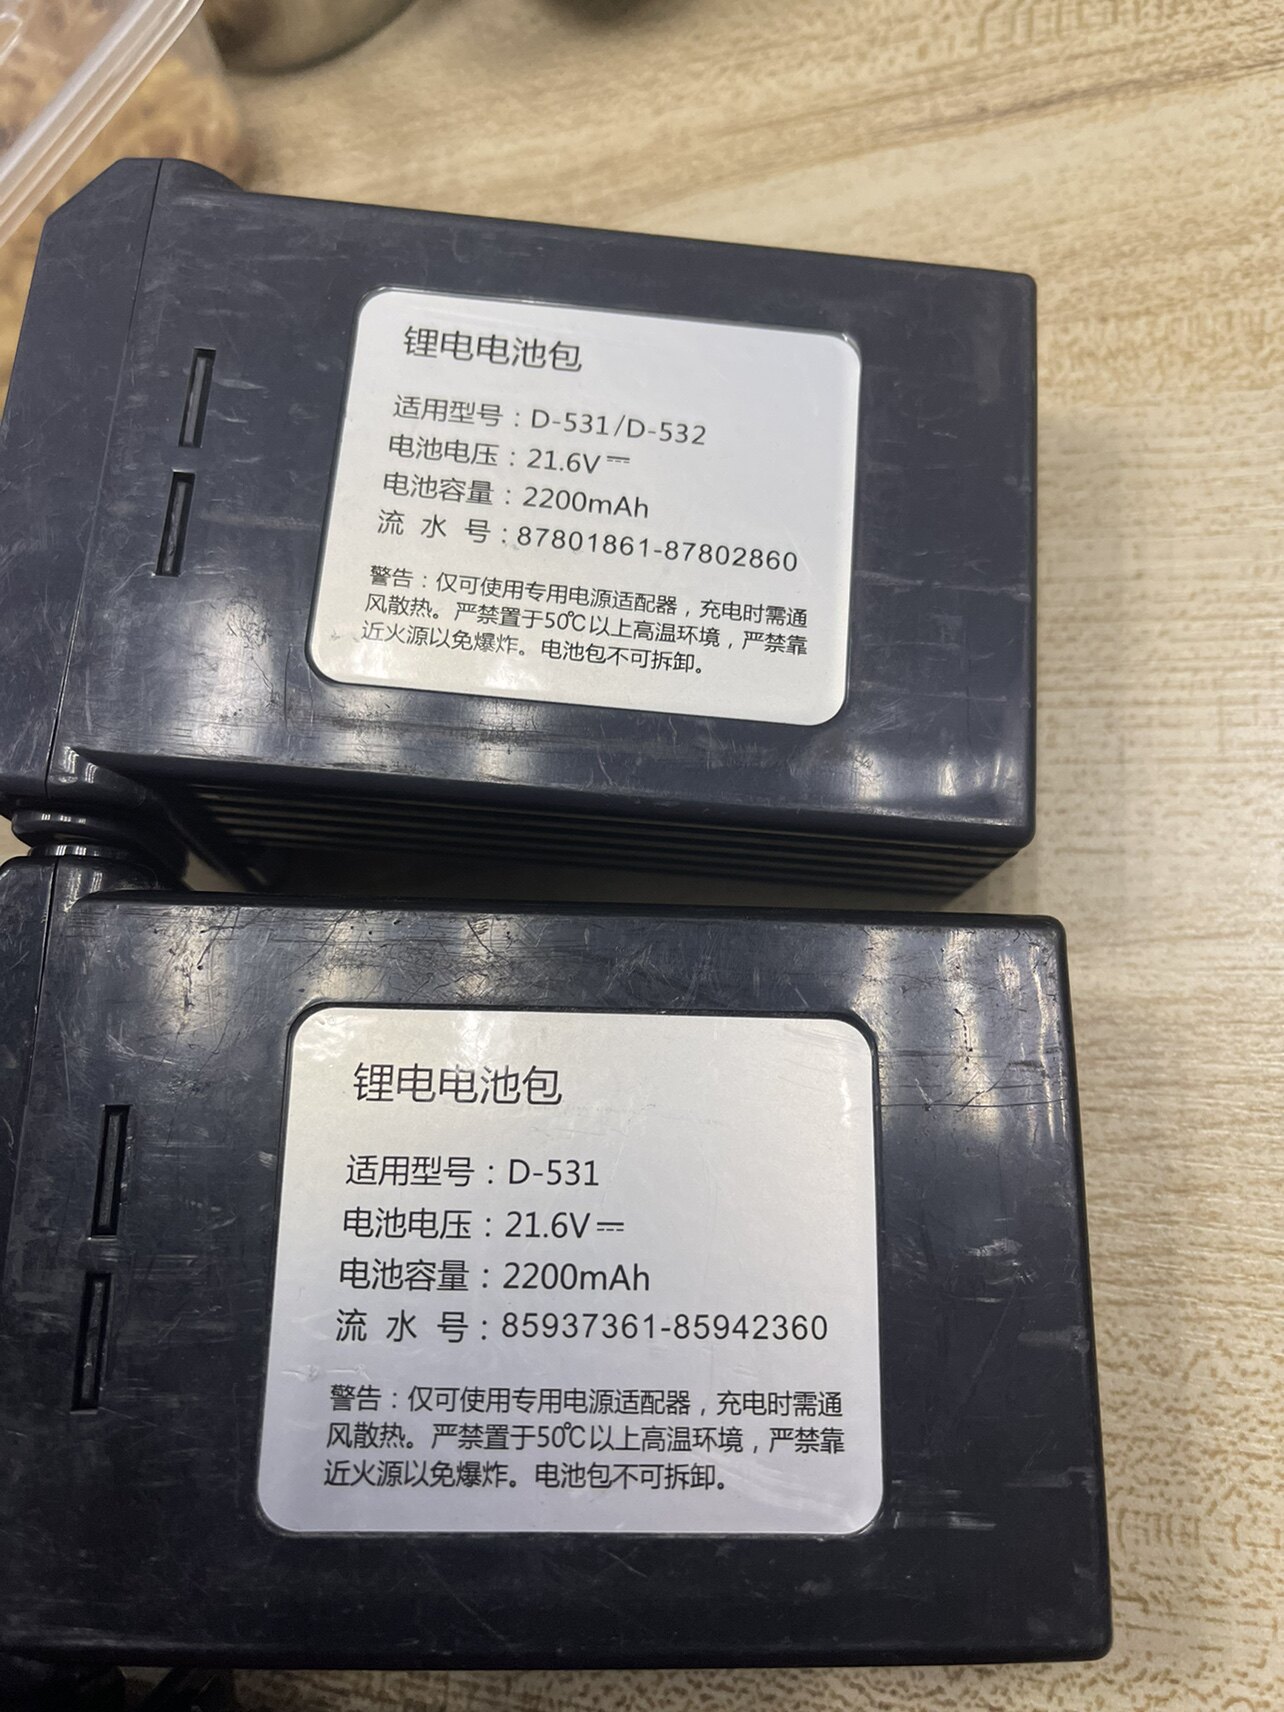 锂电电池包
适用型号：D-531/D-532
电池电压：21.6V⎓
电池容量：2200mAh
流 水 号：87801861-87802860
警告：仅可使用专用电源适配器，充电时需通
风散热。严禁置于50℃以上高温环境，严禁靠
近火源以免爆炸。电池包不可拆卸。
锂电电池包
适用型号：D-531
电池电压：21.6V⎓
电池容量：2200mAh
流 水 号：85937361-85942360
警告：仅可使用专用电源适配器，充电时需通
风散热。严禁置于50℃以上高温环境，严禁靠
近火源以免爆炸。电池包不可拆卸。